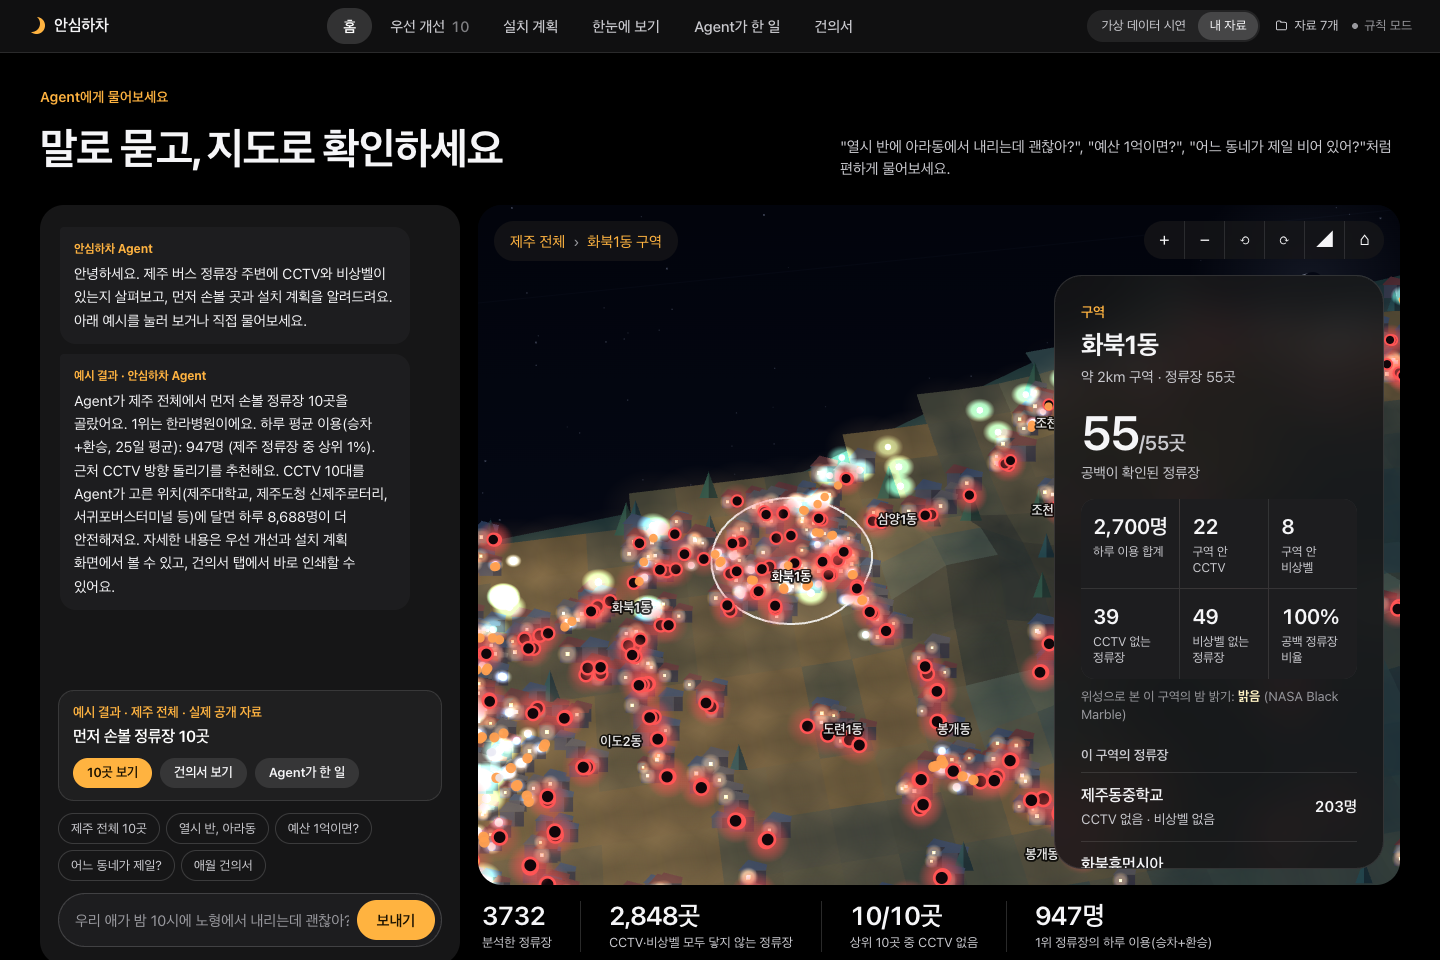 안심하차
홈
우선 개선 10
설치 계획
한눈에 보기
Agent가 한 일
건의서
가상 데이터 시연
내 자료
자료 7개
규칙 모드
Agent에게 물어보세요
말로 묻고, 지도로 확인하세요
"열시 반에 아라동에서 내리는데 괜찮아?", "예산 1억이면?", "어느 동네가 제일 비어 있어?"처럼
편하게 물어보세요.
안심하차 Agent
안녕하세요. 제주 버스 정류장 주변에 CCTV와 비상벨이
있는지 살펴보고, 먼저 손볼 곳과 설치 계획을 알려드려요.
아래 예시를 눌러 보거나 직접 물어보세요.
예시 결과 · 안심하차 Agent
Agent가 제주 전체에서 먼저 손볼 정류장 10곳을
골랐어요. 1위는 한라병원이에요. 하루 평균 이용(승차
+환승, 25일 평균): 947명 (제주 정류장 중 상위 1%).
근처 CCTV 방향 돌리기를 추천해요. CCTV 10대를
Agent가 고른 위치(제주대학교, 제주도청 신제주로터리,
서귀포버스터미널 등)에 달면 하루 8,688명이 더
안전해져요. 자세한 내용은 우선 개선과 설치 계획
화면에서 볼 수 있고, 건의서 탭에서 바로 인쇄할 수
있어요.
예시 결과 · 제주 전체 · 실제 공개 자료
먼저 손볼 정류장 10곳
10곳 보기
건의서 보기
Agent가 한 일
제주 전체 10곳
열시 반, 아라동
예산 1억이면?
어느 동네가 제일?
애월 건의서
우리 애가 밤 10시에 노형에서 내리는데 괜찮아?
보내기
제주 전체 › 화북1동 구역
+
−
조천
조천
삼양1동
화북1동
화북1동
이도2동
도련1동
봉개동
봉개동
구역
화북1동
약 2km 구역 · 정류장 55곳
55/55곳
공백이 확인된 정류장
2,700명
하루 이용 합계
22
구역 안
CCTV
8
구역 안
비상벨
39
CCTV 없는
정류장
49
비상벨 없는
정류장
100%
공백 정류장
비율
위성으로 본 이 구역의 밤 밝기: 밝음 (NASA Black
Marble)
이 구역의 정류장
제주동중학교
CCTV 없음 · 비상벨 없음
203명
3732
분석한 정류장
2,848곳
CCTV·비상벨 모두 닿지 않는 정류장
10/10곳
상위 10곳 중 CCTV 없음
947명
1위 정류장의 하루 이용(승차+환승)